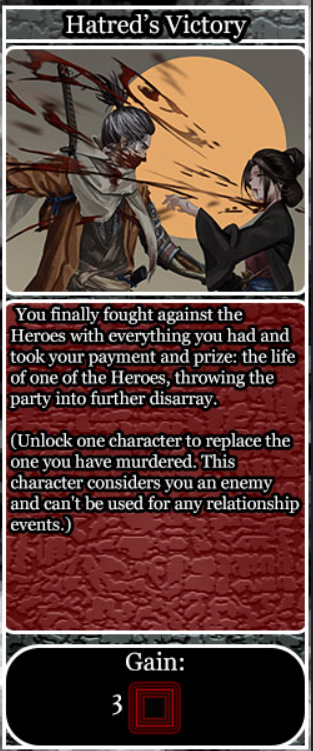 Hatred's Victory
You finally fought against the
Heroes with everything you had and
took your payment and prize: the life
of one of the Heroes, throwing the
party into further disarray.
(Unlock one character to replace the
one you have murdered. This
character considers you an enemy
and can't be used for any relationship
events.)
Gain:
3